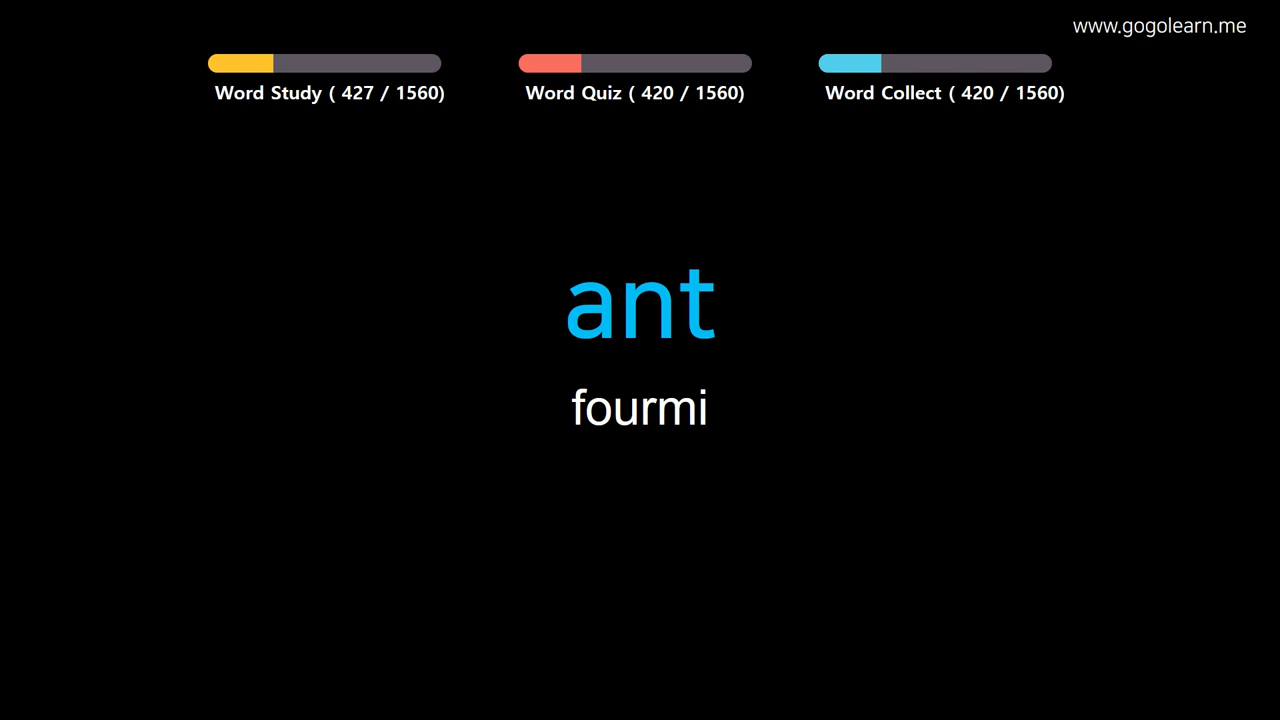 www.gogolearn.me
Word Study ( 427 / 1560)
Word Quiz ( 420 / 1560)
Word Collect ( 420 / 1560)
ant
fourmi